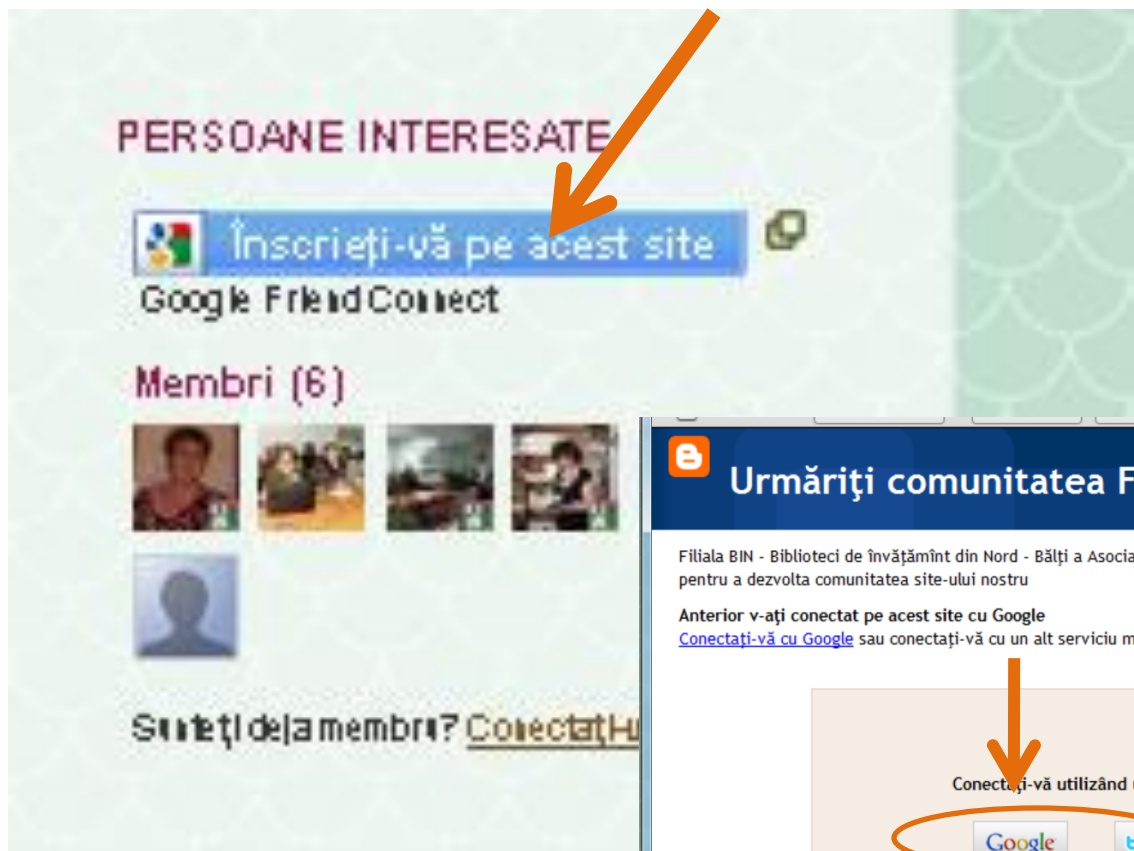 PERSOANE INTERESATE
Înscrieți-vă pe acest site
Google Friend Connect
Membri (6)
Sunteți deja membru? Conectați-
Urmăriţi comunitatea F
Filiala BIN - Biblioteci de învățămînt din Nord - Bălți a Asocia
pentru a dezvolta comunitatea site-ului nostru
Anterior v-ați conectat pe acest site cu Google
Conectați-vă cu Google sau conectați-vă cu un alt serviciu m
Conectați-vă utilizând
Google